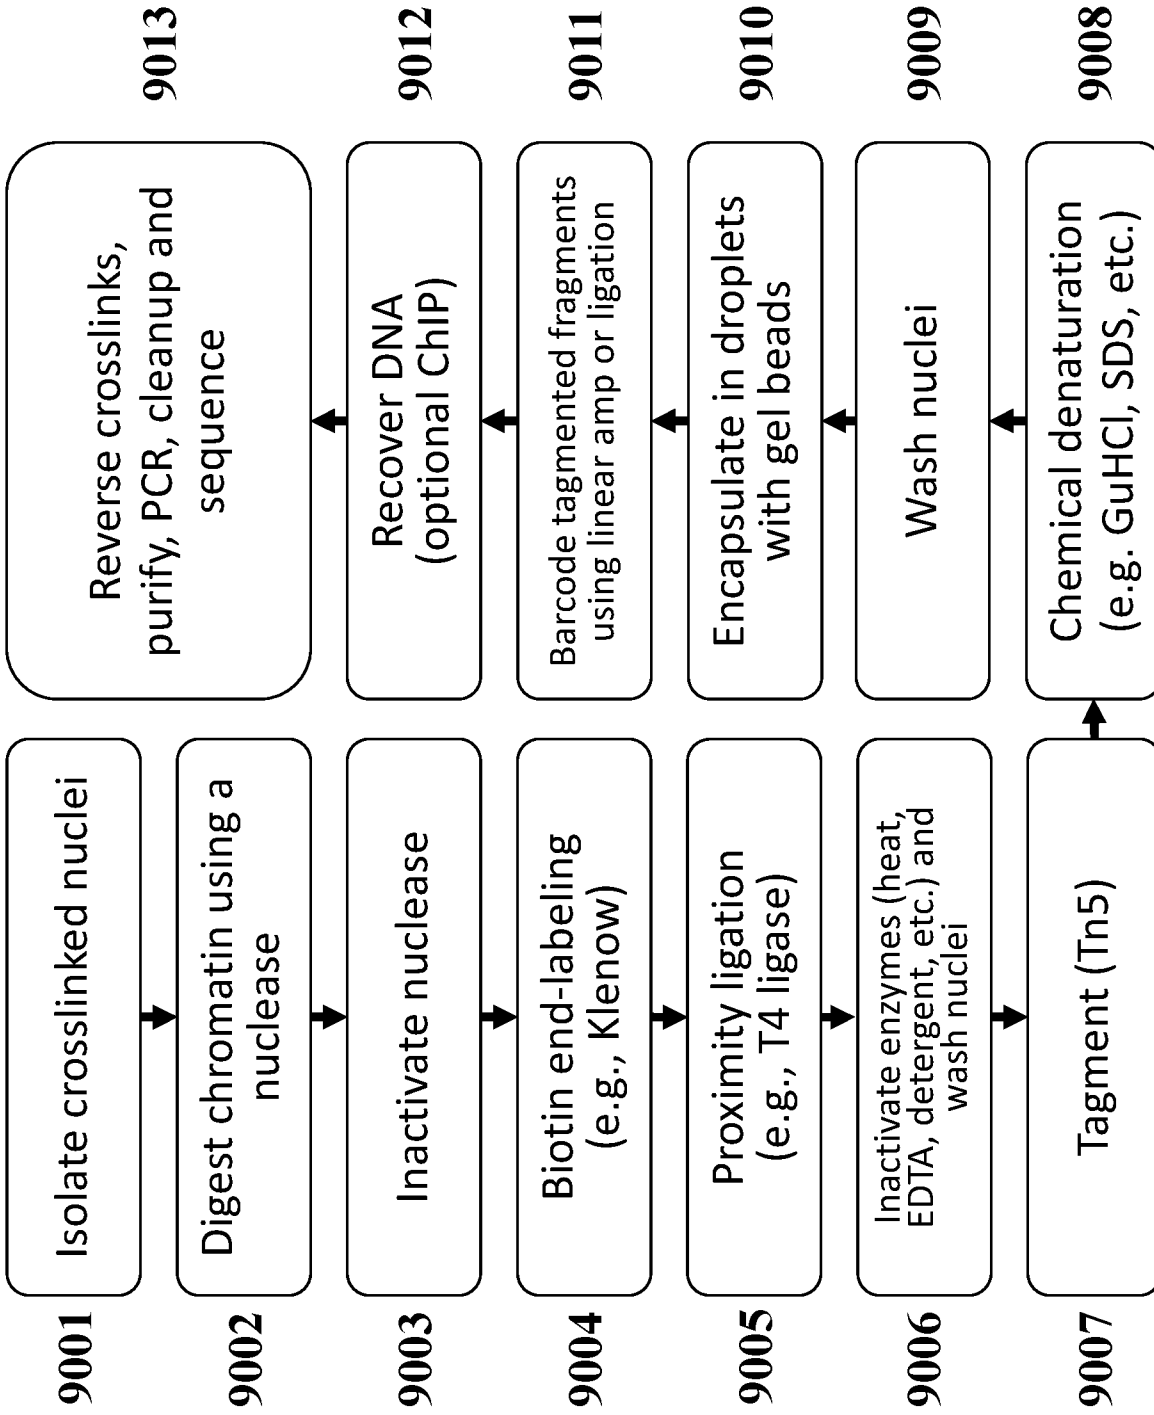 9001
Isolate crosslinked nuclei
9002
Digest chromatin using a
nuclease
9003
Inactivate nuclease
9004
Biotin end-labeling
(e.g., Klenow)
9005
Proximity ligation
(e.g., T4 ligase)
9006
Inactivate enzymes (heat,
EDTA, detergent, etc.) and
wash nuclei
9007
Tagment (Tn5)
Chemical denaturation
(e.g. GuHCl, SDS, etc.)
9008
Wash nuclei
9009
Encapsulate in droplets
with gel beads
9010
Barcode tagmented fragments
using linear amp or ligation
9011
Recover DNA
(optional ChIP)
9012
Reverse crosslinks,
purify, PCR, cleanup and
sequence
9013